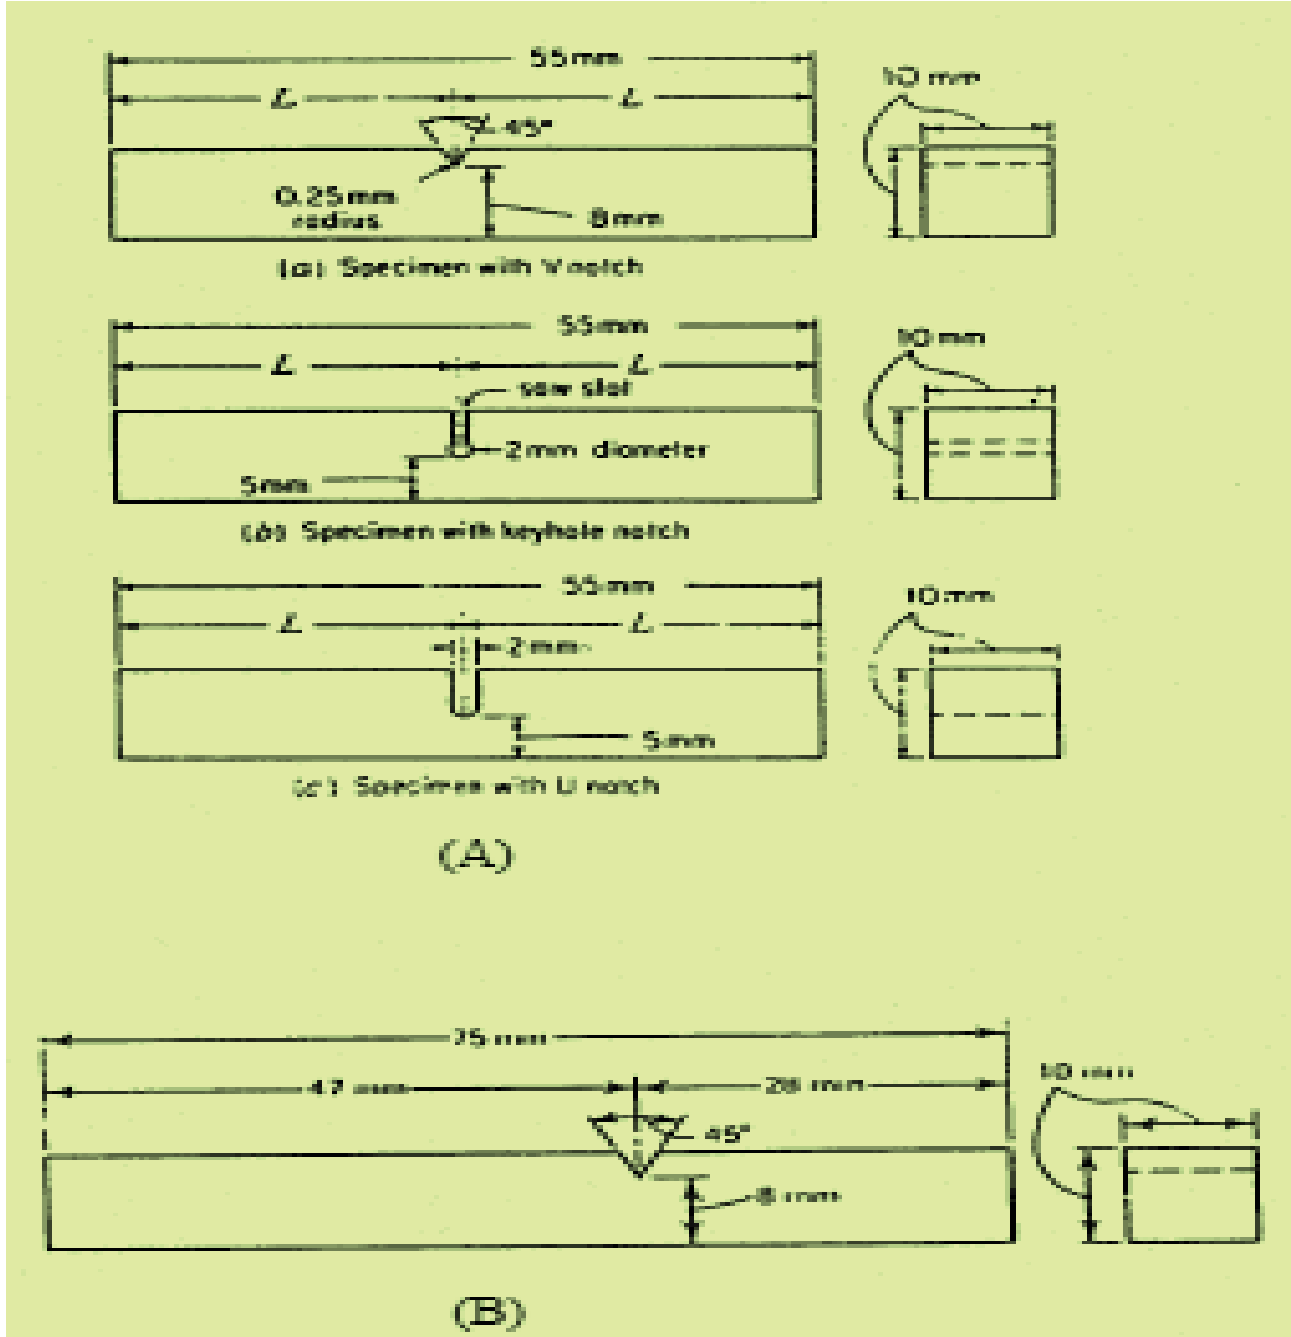 55mm
L L 10 mm
45°
0.25mm
radius 8mm
(a) Specimen with V notch
55mm
L L 10 mm
saw slot
2mm diameter
5mm
(b) Specimen with keyhole notch
55mm
L L 10 mm
2mm
5mm
(c) Specimen with U notch
(A)
75 mm
47 mm 28 mm 10 mm
45°
8 mm
(B)